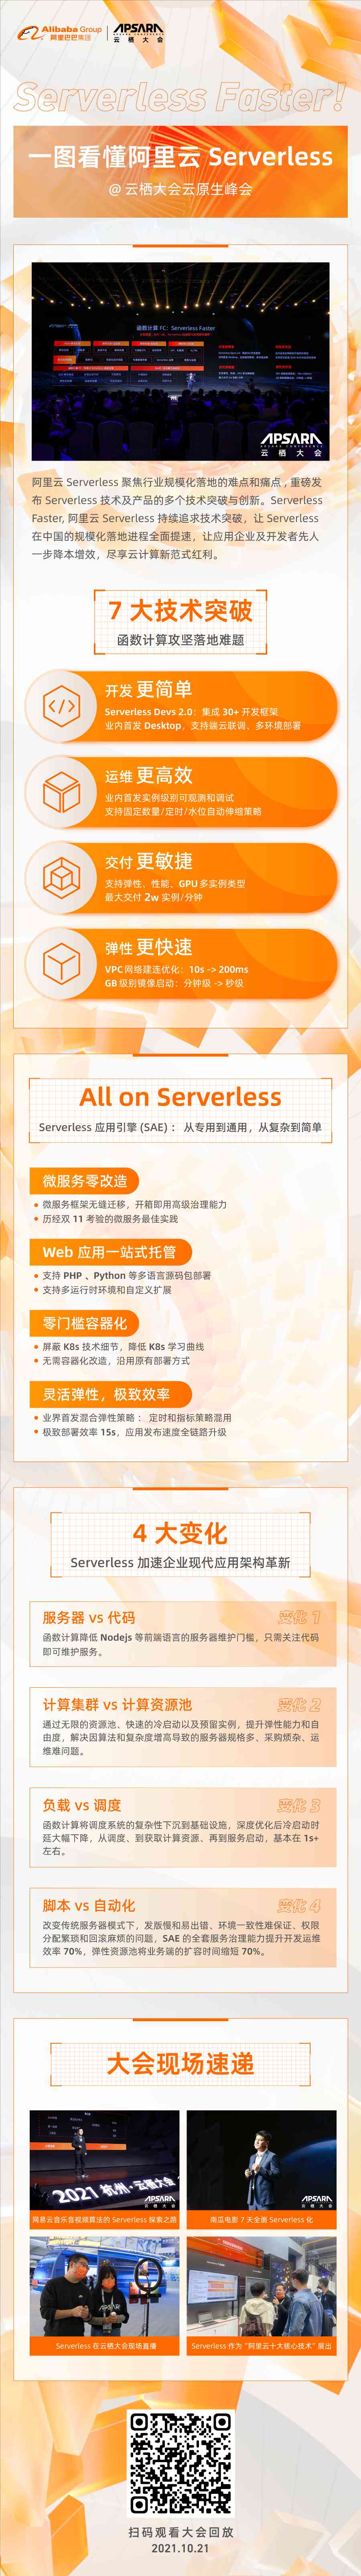 Alibaba Group
阿里巴巴集团
APSARA
云栖大会
Serverless Faster!
一图看懂阿里云 Serverless
@ 云栖大会云原生峰会
函数计算 FC：Serverless Faster
APSARA
云栖大会
阿里云 Serverless 聚焦行业规模化落地的难点和痛点，重磅发
布 Serverless 技术及产品的多个技术突破与创新。Serverless
Faster, 阿里云 Serverless 持续追求技术突破，让 Serverless
在中国的规模化落地进程全面提速，让应用企业及开发者先人
一步降本增效，尽享云计算新范式红利。
7 大技术突破
函数计算攻坚落地难题
开发 更简单
Serverless Devs 2.0：集成 30+ 开发框架
业内首发 Desktop，支持端云联调、多环境部署
运维 更高效
业内首发实例级别可观测和调试
支持固定数量/定时/水位自动伸缩策略
交付 更敏捷
支持弹性、性能、GPU 多实例类型
最大交付 2w 实例/分钟
弹性 更快速
VPC 网络建连优化：10s -> 200ms
GB 级别镜像启动：分钟级 -> 秒级
All on Serverless
Serverless 应用引擎 (SAE)： 从专用到通用，从复杂到简单
微服务零改造
微服务框架无缝迁移，开箱即用高级治理能力
历经双 11 考验的微服务最佳实践
Web 应用一站式托管
支持 PHP 、Python 等多语言源码包部署
支持多运行时环境和自定义扩展
零门槛容器化
屏蔽 K8s 技术细节，降低 K8s 学习曲线
无需容器化改造，沿用原有部署方式
灵活弹性，极致效率
业界首发混合弹性策略： 定时和指标策略混用
极致部署效率 15s，应用发布速度全链路升级
4 大变化
Serverless 加速企业现代应用架构革新
服务器 vs 代码
变化 1
函数计算降低 Nodejs 等前端语言的服务器维护门槛，只需关注代码
即可维护服务。
计算集群 vs 计算资源池
变化 2
通过无限的资源池、快速的冷启动以及预留实例，提升弹性能力和自
由度，解决因算法和复杂度增高导致的服务器规格多、采购烦杂、运
维难问题。
负载 vs 调度
变化 3
函数计算将调度系统的复杂性下沉到基础设施，深度优化后冷启动时
延大幅下降，从调度、到获取计算资源、再到服务启动，基本在 1s+
左右。
脚本 vs 自动化
变化 4
改变传统服务器模式下，发版慢和易出错、环境一致性难保证、权限
分配繁琐和回滚麻烦的问题，SAE 的全套服务治理能力提升开发运维
效率 70%，弹性资源池将业务端的扩容时间缩短 70%。
大会现场速递
2021 杭州·云栖大会
APSARA
云栖大会
网易云音乐音视频算法的 Serverless 探索之路
APSARA
云栖大会
南瓜电影 7 天全面 Serverless 化
Serverless 在云栖大会现场直播
Serverless 作为“阿里云十大核心技术”展出
扫码观看大会回放
2021.10.21